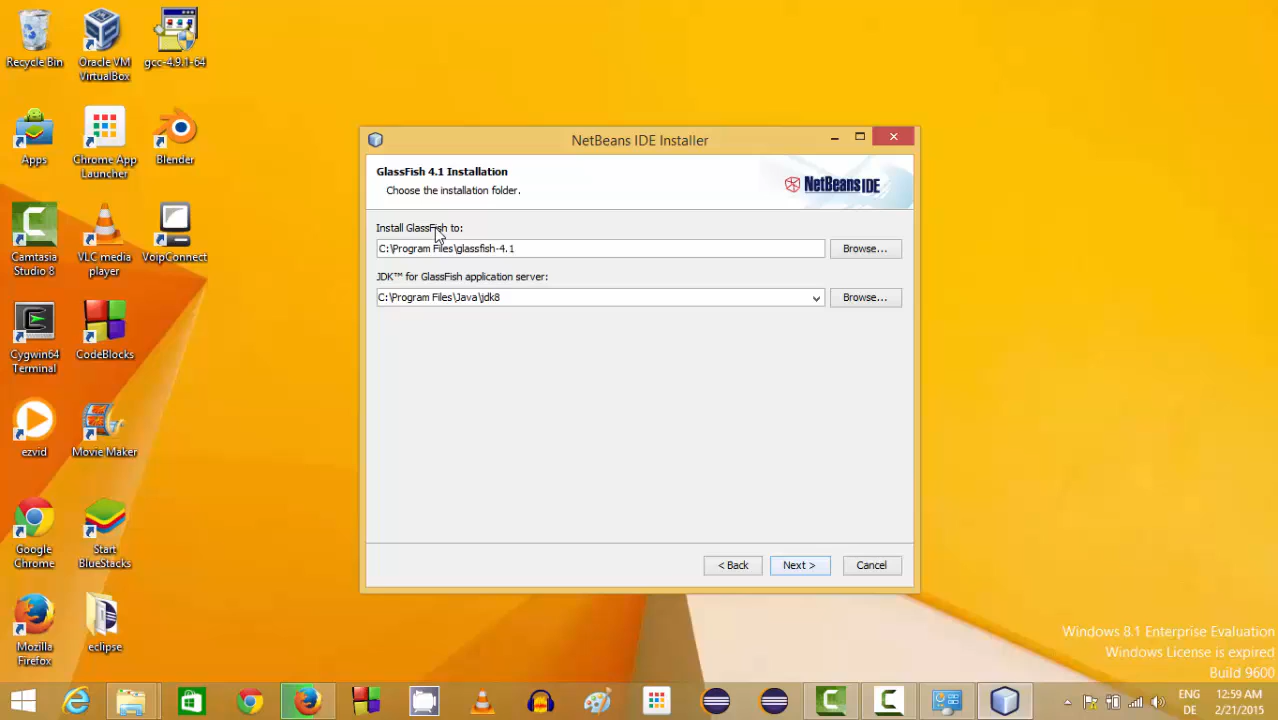 Recycle Bin
Oracle VM
VirtualBox
gcc-4.9.1-64
Apps
Chrome App
Launcher
Blender
Camtasia
Studio 8
VLC media
player
VoipConnect
Cygwin64
Terminal
CodeBlocks
ezvid
Movie Maker
Google
Chrome
Start
BlueStacks
Mozilla
Firefox
eclipse
NetBeans IDE Installer
GlassFish 4.1 Installation
Choose the installation folder.
NetBeans IDE
Install GlassFish to:
C:\Program Files\glassfish-4.1
Browse...
JDK™ for GlassFish application server:
C:\Program Files\Java\jdk8
Browse...
< Back
Next >
Cancel
Windows 8.1 Enterprise Evaluation
Windows License is expired
Build 9600
ENG
DE
12:59 AM
2/21/2015